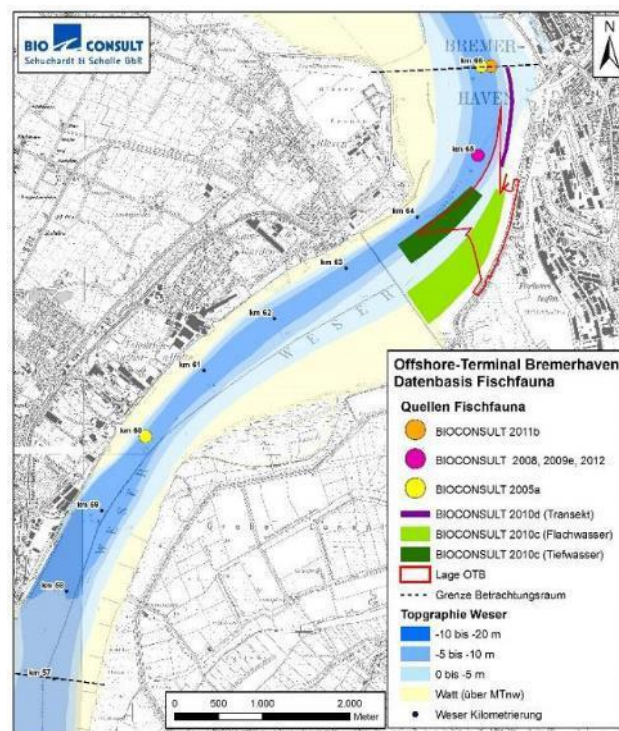 BIO CONSULT
Schuchardt & Scholle GbR
BREMER-
HAVEN
N
km 66
km 65
km 64
km 63
km 62
km 61
km 60
km 59
km 58
km 57
WESER
WESER
Offshore-Terminal Bremerhaven
Datenbasis Fischfauna
Quellen Fischfauna
BIOCONSULT 2011b
BIOCONSULT 2008, 2009e, 2012
BIOCONSULT 2005a
BIOCONSULT 2010d (Transekt)
BIOCONSULT 2010c (Flachwasser)
BIOCONSULT 2010c (Tiefwasser)
Lage OTB
Grenze Betrachtungsraum
Topographie Weser
-10 bis -20 m
-5 bis -10 m
0 bis -5 m
Watt (über MTnw)
Weser Kilometrierung
0 500 1.000 2.000
Meter